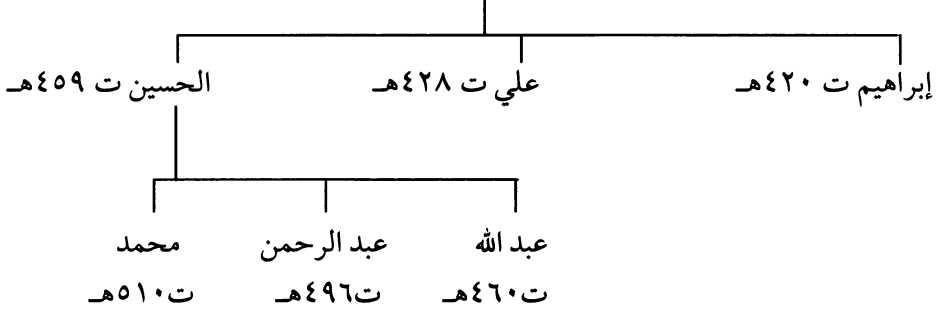 إبراهيم ت ٤٢٠هـ علي ت ٤٢٨هـ الحسين ت ٤٥٩هـ
عبد الله عبد الرحمن محمد
ت٤٦٠هـ ت٤٩٦هـ ت٥١٠هـ